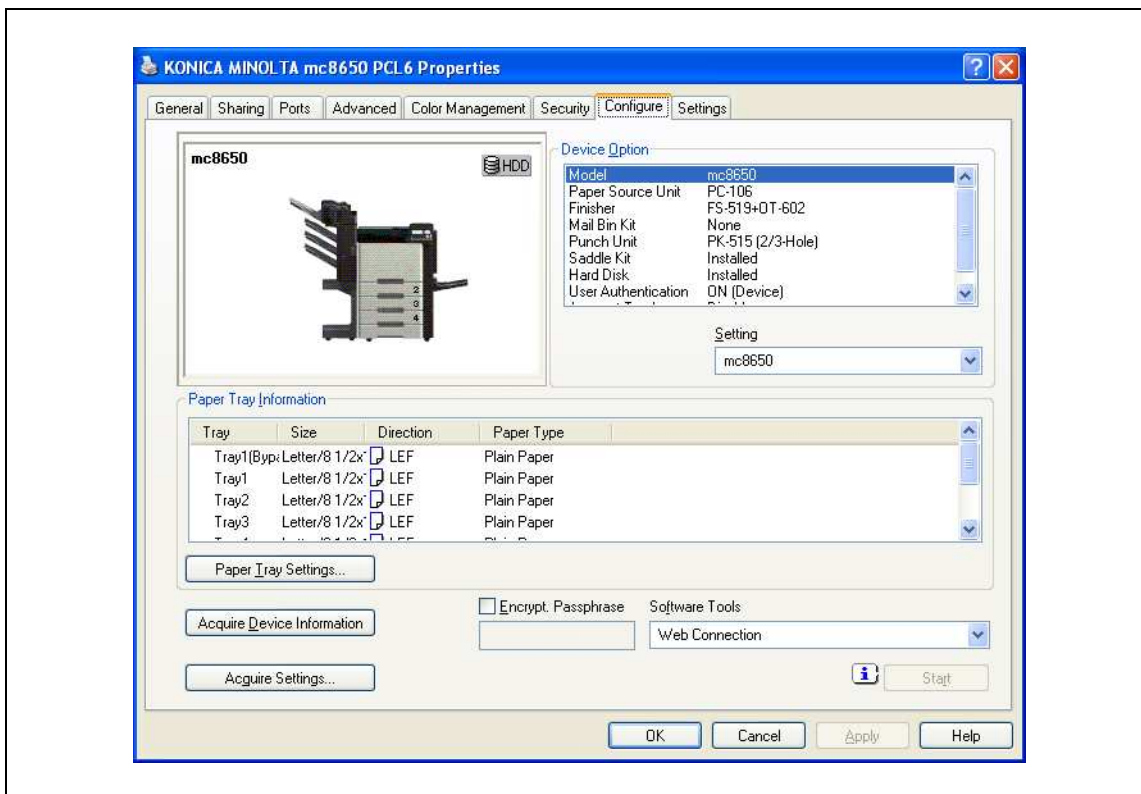 KONICA MINOLTA mc8650 PCL6 Properties
General Sharing Ports Advanced Color Management Security Configure Settings
mc8650
HDD
2
3
4
Device Option
Model mc8650
Paper Source Unit PC-106
Finisher FS-519+OT-602
Mail Bin Kit None
Punch Unit PK-515 (2/3-Hole)
Saddle Kit Installed
Hard Disk Installed
User Authentication ON (Device)
Setting
mc8650
Paper Tray Information
Tray Size Direction Paper Type
Tray1(Bypa Letter/8 1/2x LEF Plain Paper
Tray1 Letter/8 1/2x LEF Plain Paper
Tray2 Letter/8 1/2x LEF Plain Paper
Tray3 Letter/8 1/2x LEF Plain Paper
Paper Tray Settings...
Acquire Device Information
Encrypt. Passphrase
Software Tools
Web Connection
Acquire Settings...
Start
OK Cancel Apply Help